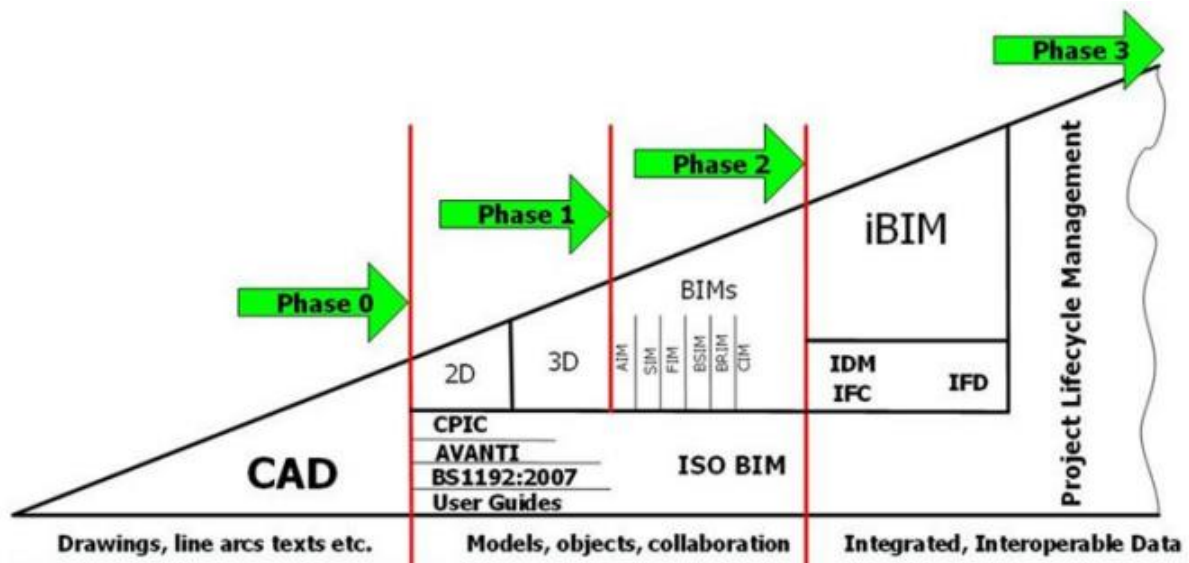 Phase 3
Phase 2
Phase 1
Phase 0
iBIM
Project Lifecycle Management
BIMs
2D
3D
AIM
SIM
FIM
BSIM
BRIM
CIM
IDM
IFC
IFD
CPIC
AVANTI
BS1192:2007
User Guides
CAD
ISO BIM
Drawings, line arcs texts etc.
Models, objects, collaboration
Integrated, Interoperable Data